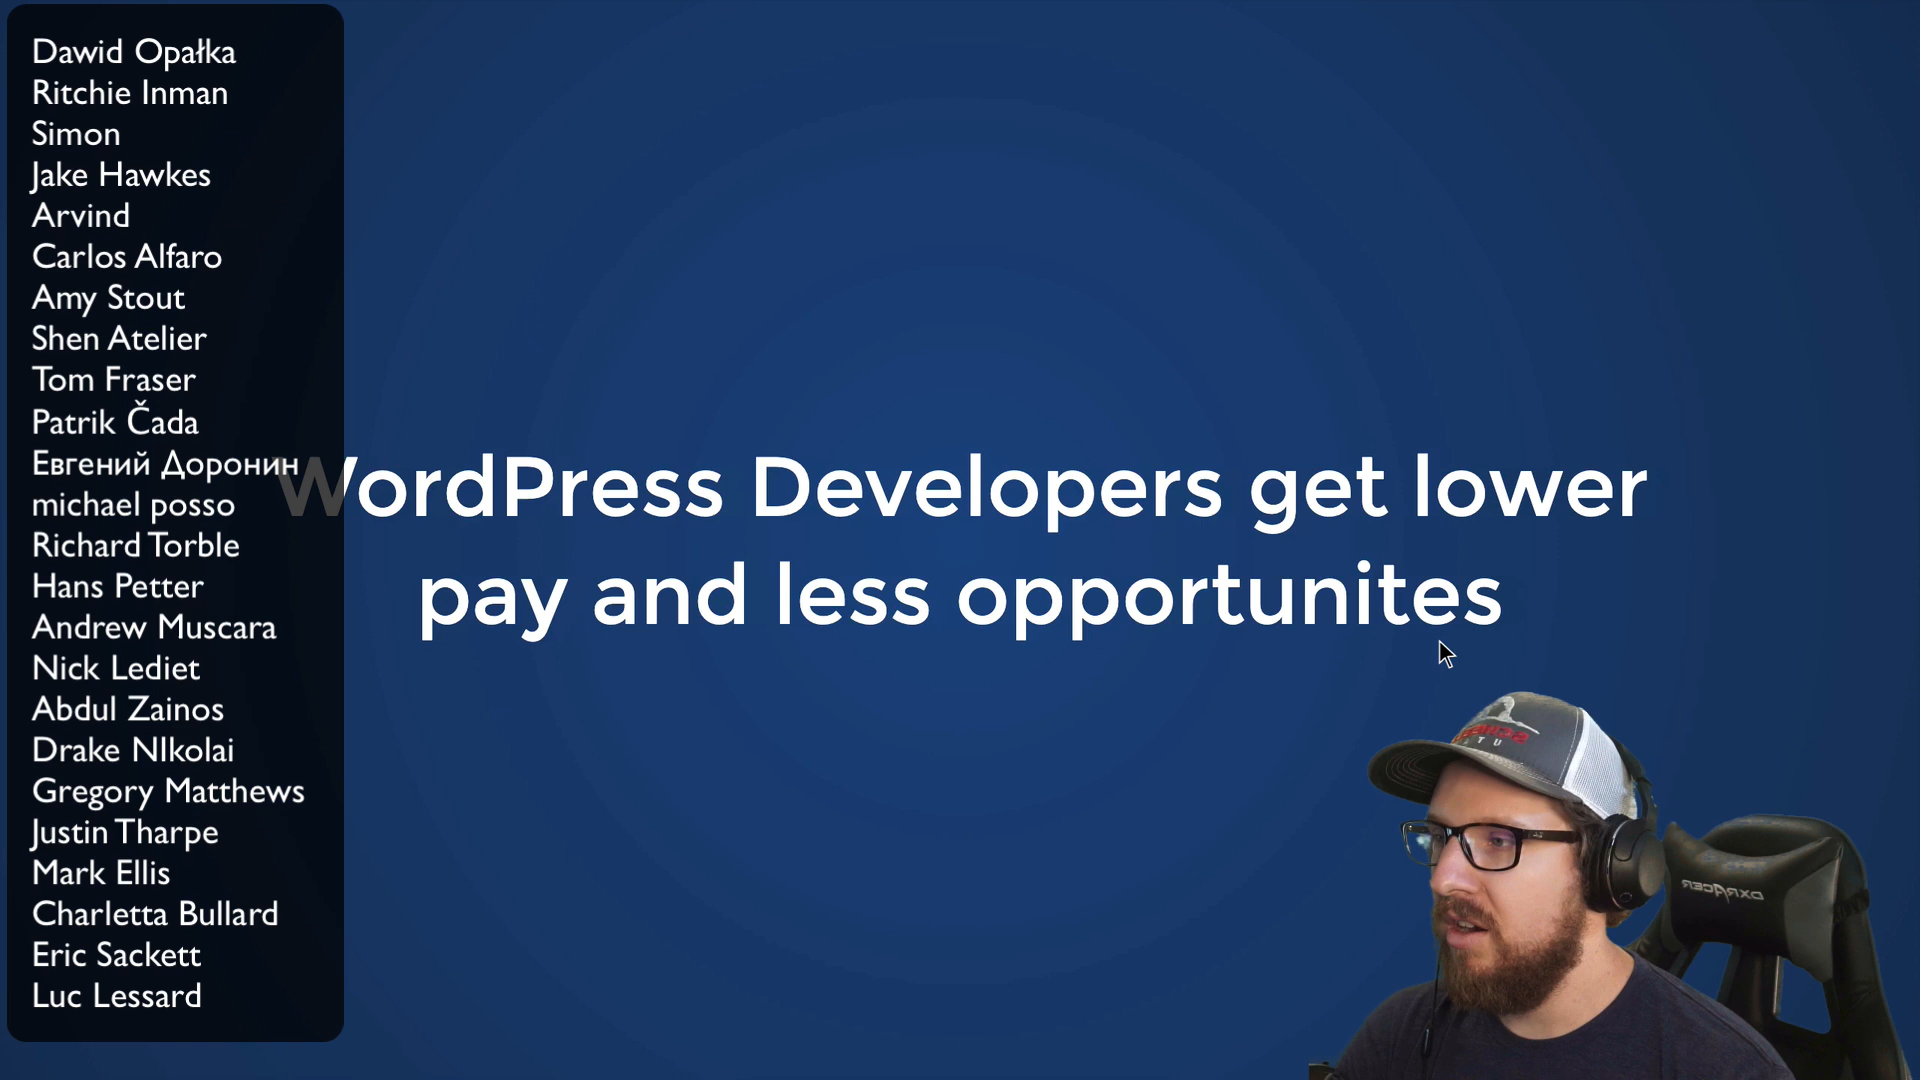 Dawid Opałka
Ritchie Inman
Simon
Jake Hawkes
Arvind
Carlos Alfaro
Amy Stout
Shen Atelier
Tom Fraser
Patrik Čada
Евгений Доронин
michael posso
Richard Torble
Hans Petter
Andrew Muscara
Nick Lediet
Abdul Zainos
Drake NIkolai
Gregory Matthews
Justin Tharpe
Mark Ellis
Charletta Bullard
Eric Sackett
Luc Lessard
WordPress Developers get lower
pay and less opportunites
DXRACER